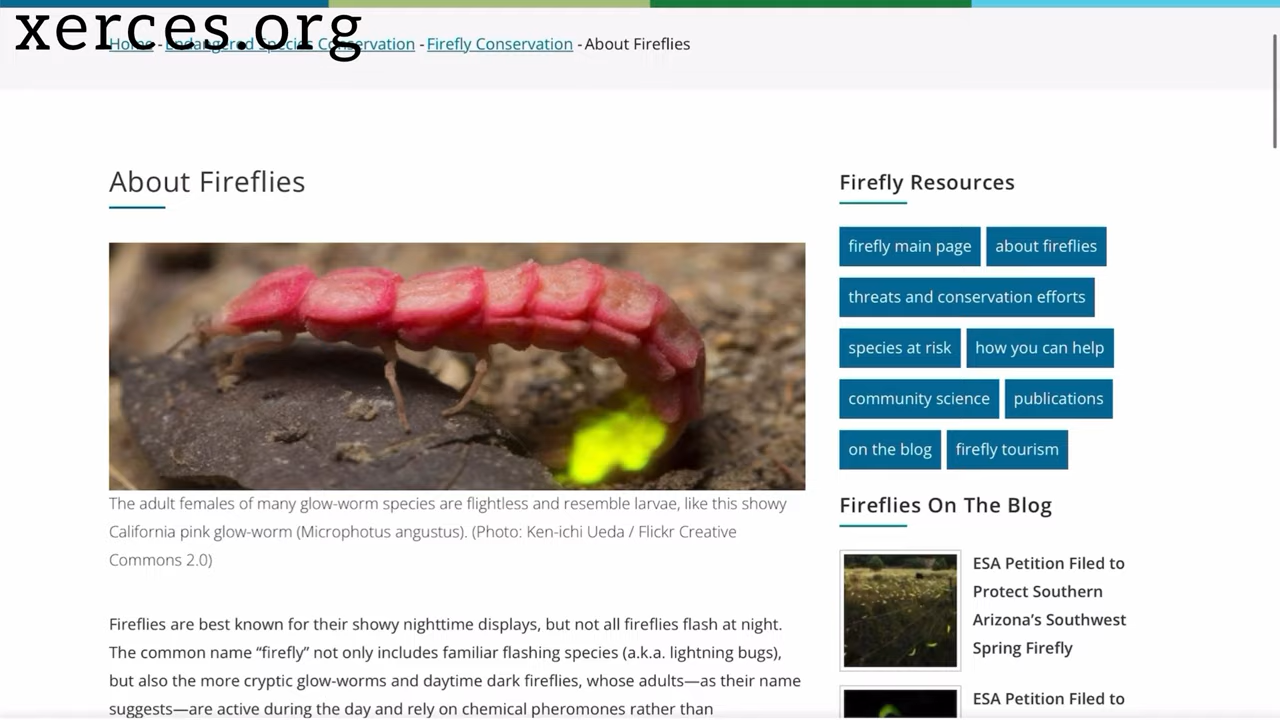 xerces.org
Home - Endangered Species Conservation - Firefly Conservation - About Fireflies
About Fireflies
The adult females of many glow-worm species are flightless and resemble larvae, like this showy
California pink glow-worm (Microphotus angustus). (Photo: Ken-ichi Ueda / Flickr Creative
Commons 2.0)
Fireflies are best known for their showy nighttime displays, but not all fireflies flash at night.
The common name “firefly” not only includes familiar flashing species (a.k.a. lightning bugs),
but also the more cryptic glow-worms and daytime dark fireflies, whose adults—as their name
suggests—are active during the day and rely on chemical pheromones rather than
Firefly Resources
firefly main page
about fireflies
threats and conservation efforts
species at risk
how you can help
community science
publications
on the blog
firefly tourism
Fireflies On The Blog
ESA Petition Filed to
Protect Southern
Arizona’s Southwest
Spring Firefly
ESA Petition Filed to